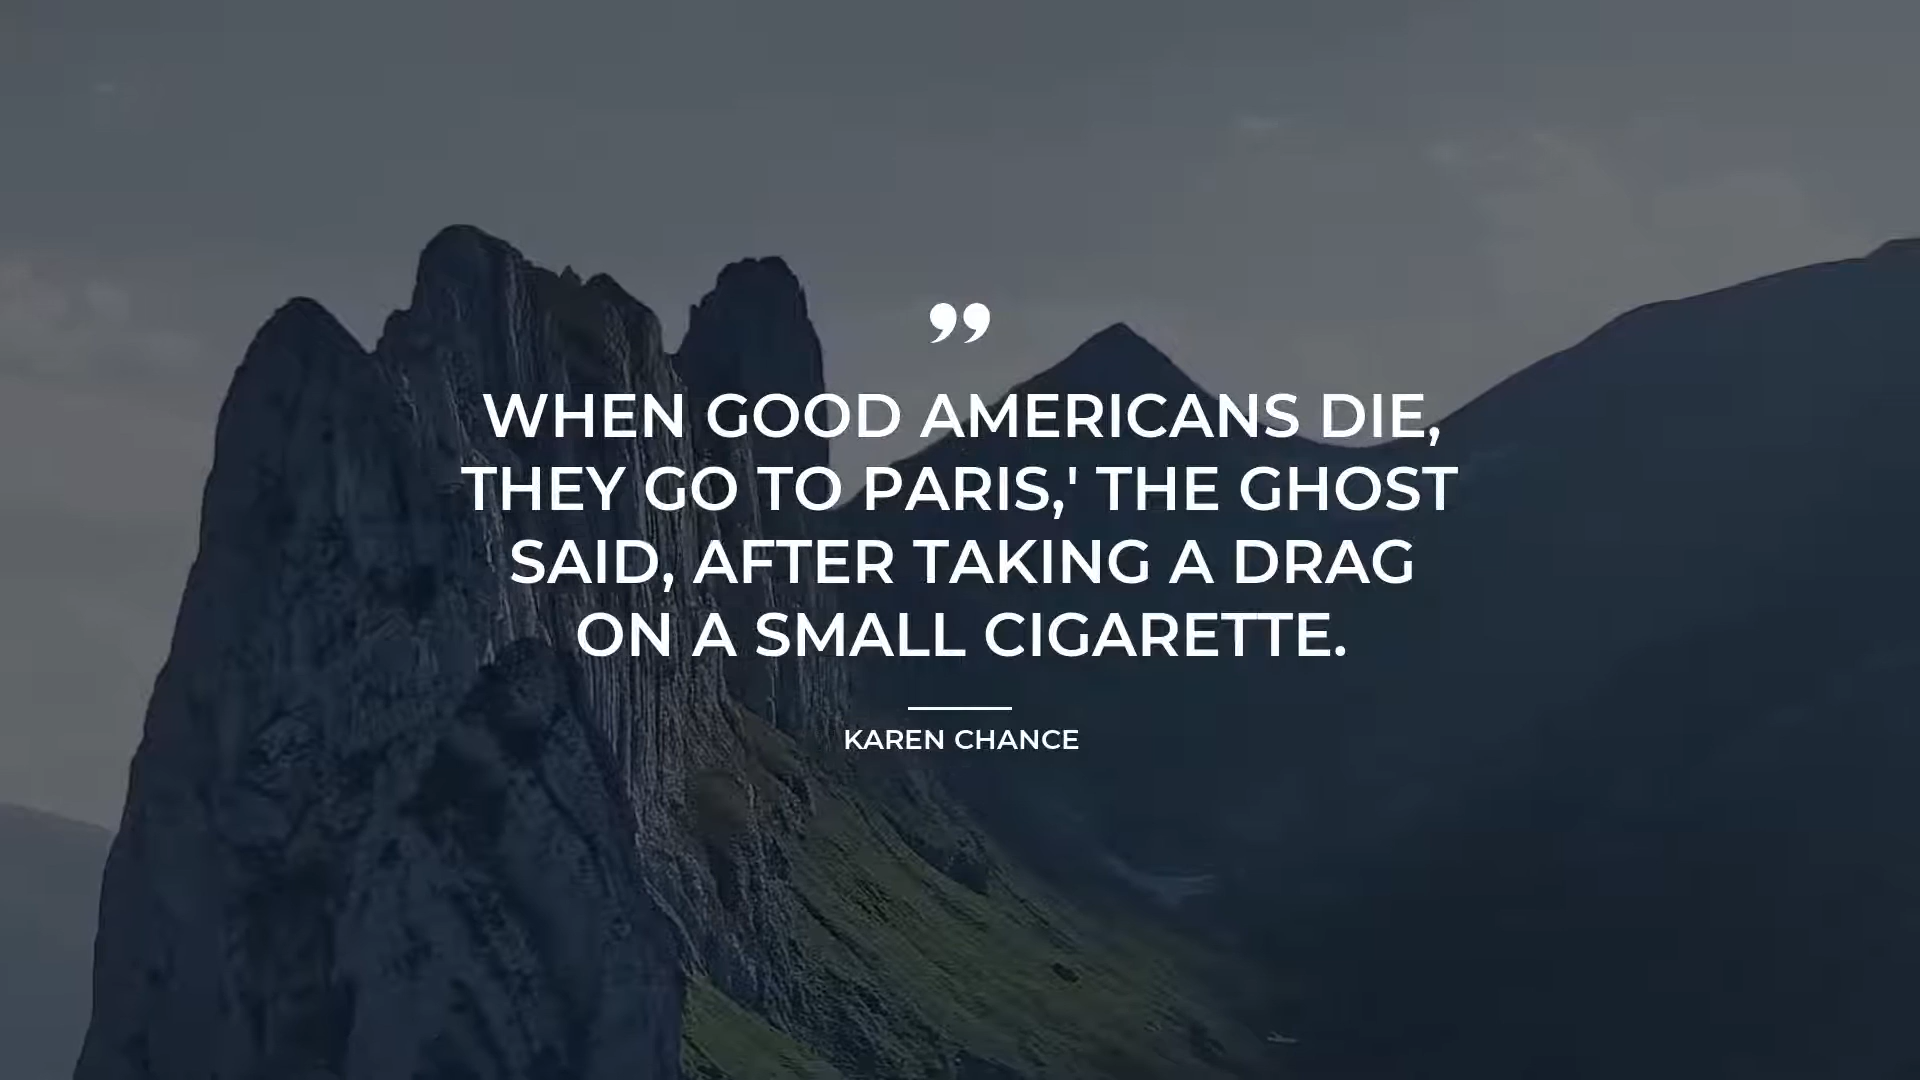 ”
WHEN GOOD AMERICANS DIE,
THEY GO TO PARIS,' THE GHOST
SAID, AFTER TAKING A DRAG
ON A SMALL CIGARETTE.
KAREN CHANCE